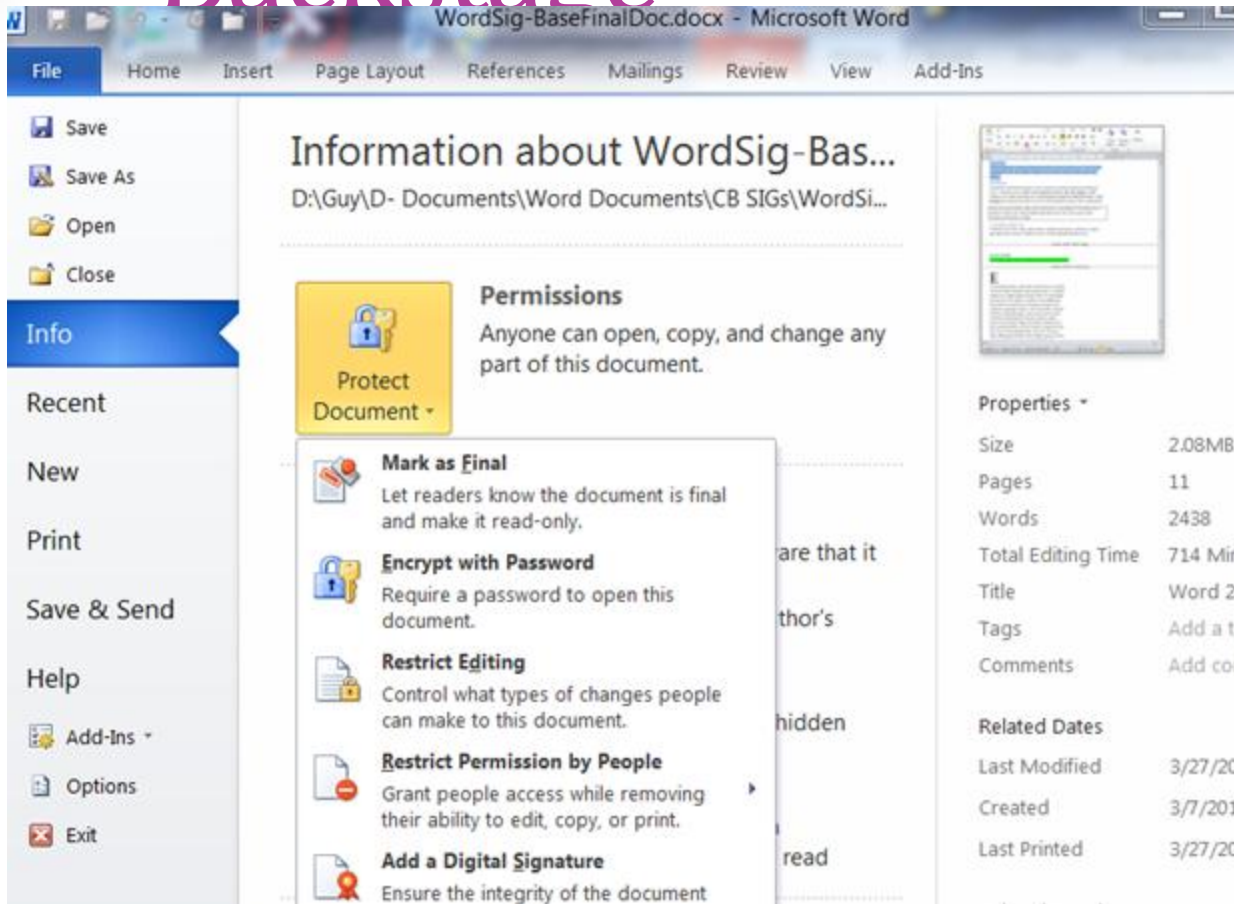 WordSig-BaseFinalDoc.docx - Microsoft Word
File Home Insert Page Layout References Mailings Review View Add-Ins
Save
Save As
Open
Close
Info
Recent
New
Print
Save & Send
Help
Add-Ins
Options
Exit
Information about WordSig-Bas...
D:\Guy\D- Documents\Word Documents\CB SIGs\WordSi...
Protect
Document
Permissions
Anyone can open, copy, and change any
part of this document.
Mark as Final
Let readers know the document is final
and make it read-only.
Encrypt with Password
Require a password to open this
document.
Restrict Editing
Control what types of changes people
can make to this document.
Restrict Permission by People
Grant people access while removing
their ability to edit, copy, or print.
Add a Digital Signature
Ensure the integrity of the document
that it
hidden
read
Properties
Size 2.08MB
Pages 11
Words 2438
Total Editing Time 714
Title Word
Tags Add a
Comments Add
Related Dates
Last Modified 3/27/20
Created 3/7/201
Last Printed 3/27/20